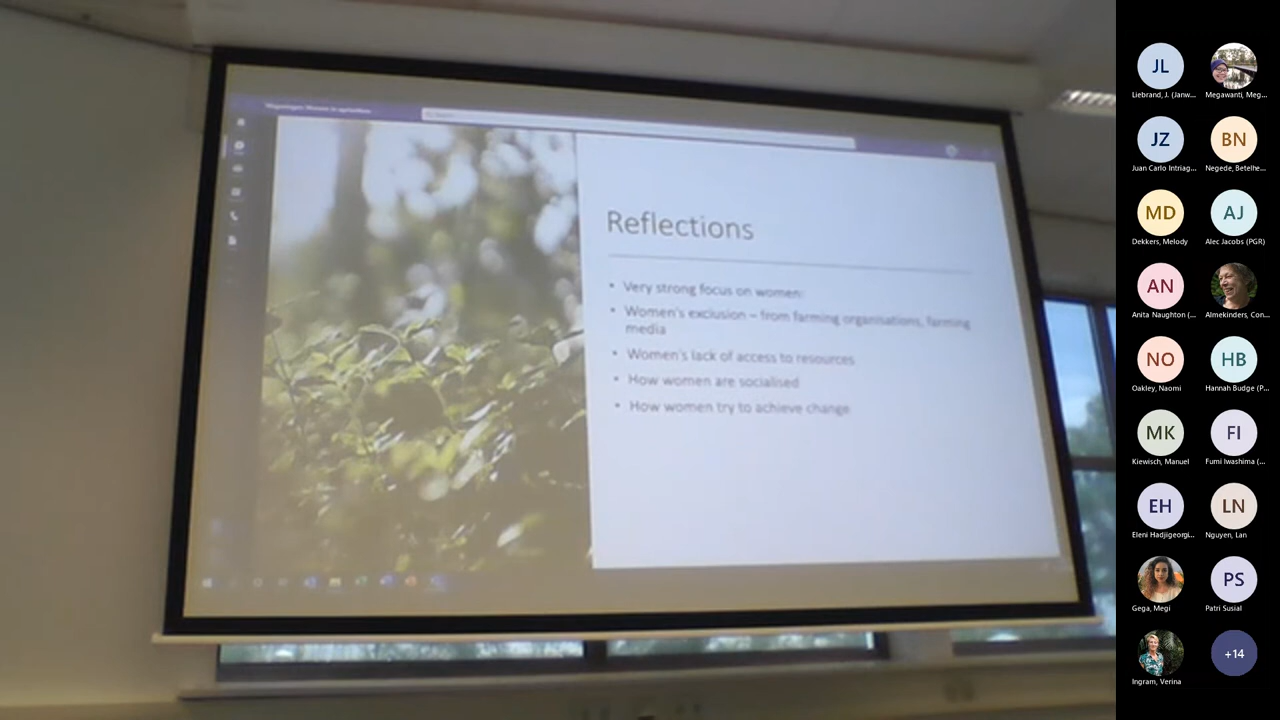 Reflections
• Very strong focus on women:
• Women's exclusion – from farming organisations, farming
media
• Women's lack of access to resources
• How women are socialised
• How women try to achieve change
JL
Liebrand, J. (Janw...
Megawanti, Meg...
JZ
Juan Carlo Intriag...
BN
Negede, Betelhe...
MD
Dekkers, Melody
AJ
Alec Jacobs (PGR)
AN
Anita Naughton (...
Almekinders, Con...
NO
Oakley, Naomi
HB
Hannah Budge (P...
MK
Kiewisch, Manuel
FI
Fumi Iwashima (...
EH
Eleni Hadjigeorgi...
LN
Nguyen, Lan
Gega, Megi
PS
Patri Susial
Ingram, Verina
+14